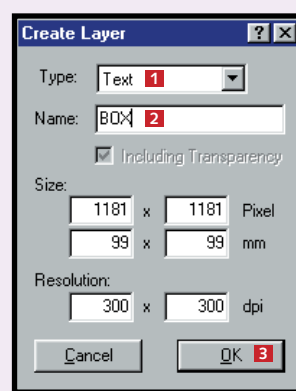 Create Layer ? ×
Type: Text 1
Name: BOX 2
Including Transparency
Size:
1181 x 1181 Pixel
99 x 99 mm
Resolution:
300 x 300 dpi
Cancel OK 3